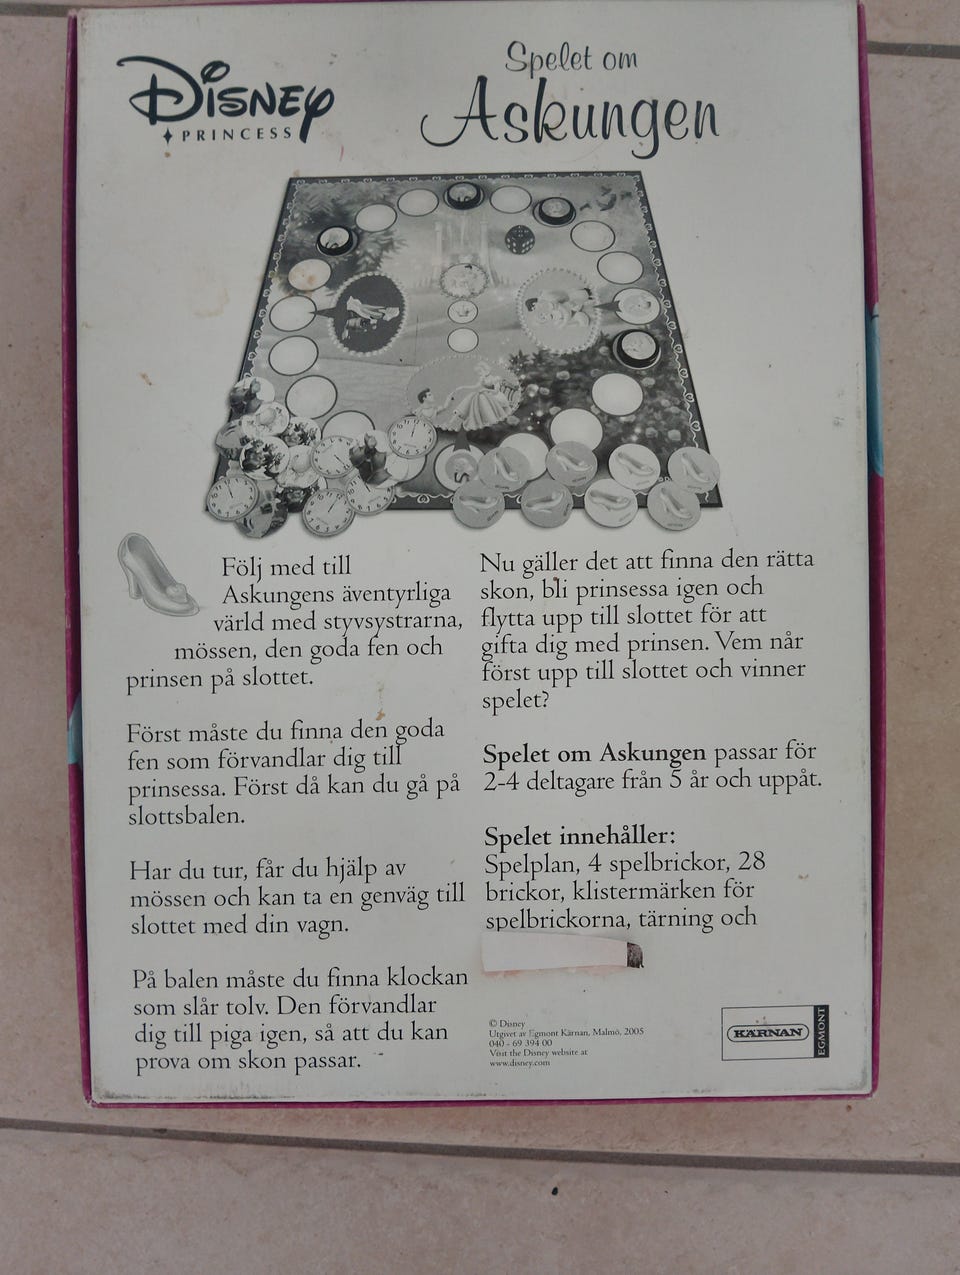 Disney
PRINCESS
Spelet om
Askungen
Följ med till
Askungens äventyrliga
värld med styvsystrarna,
mössen, den goda fen och
prinsen på slottet.
Först måste du finna den goda
fen som förvandlar dig till
prinsessa. Först då kan du gå på
slottsbalen.
Har du tur, får du hjälp av
mössen och kan ta en genväg till
slottet med din vagn.
På balen måste du finna klockan
som slår tolv. Den förvandlar
dig till piga igen, så att du kan
prova om skon passar.
Nu gäller det att finna den rätta
skon, bli prinsessa igen och
flytta upp till slottet för att
gifta dig med prinsen. Vem når
först upp till slottet och vinner
spelet?
Spelet om Askungen passar för
2-4 deltagare från 5 år och uppåt.
Spelet innehåller:
Spelplan, 4 spelbrickor, 28
brickor, klistermärken för
spelbrickorna, tärning och
© Disney
Utgivet av Egmont Kärnan, Malmö, 2005
040 - 69 394 00
Visit the Disney website at
www.disney.com
KÄRNAN
EGMONT